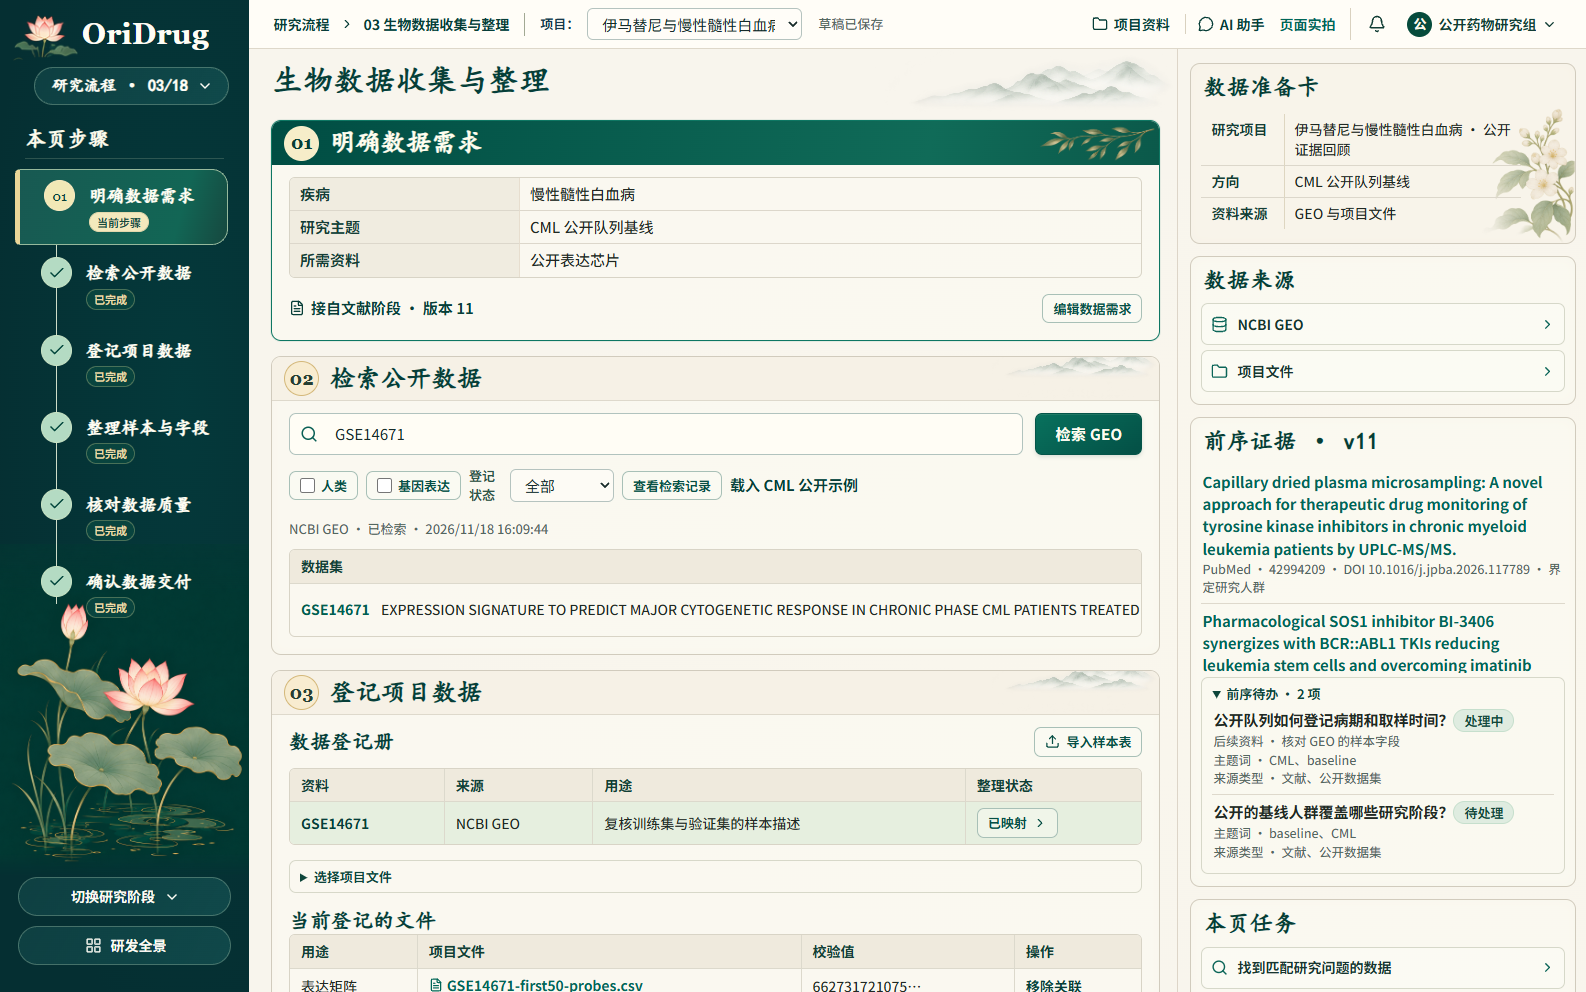 OriDrug
研究流程 • 03/18
本页步骤
01 明确数据需求
当前步骤
检索公开数据
已完成
登记项目数据
已完成
整理样本与字段
已完成
核对数据质量
已完成
确认数据交付
已完成
切换研究阶段
研发全景
研究流程 > 03 生物数据收集与整理
项目： 伊马替尼与慢性髓性白血病
草稿已保存
项目资料
AI 助手
页面实拍
公 公开药物研究组
生物数据收集与整理
01 明确数据需求
疾病 慢性髓性白血病
研究主题 CML 公开队列基线
所需资料 公开表达芯片
接自文献阶段 • 版本 11
编辑数据需求
02 检索公开数据
GSE14671
检索 GEO
人类
基因表达
登记
状态
全部
查看检索记录
载入 CML 公开示例
NCBI GEO • 已检索 • 2026/11/18 16:09:44
数据集
GSE14671 EXPRESSION SIGNATURE TO PREDICT MAJOR CYTOGENETIC RESPONSE IN CHRONIC PHASE CML PATIENTS TREATED
03 登记项目数据
数据登记册
导入样本表
资料 来源 用途 整理状态
GSE14671 NCBI GEO 复核训练集与验证集的样本描述 已映射
选择项目文件
当前登记的文件
用途 项目文件 校验值 操作
表达矩阵 GSE14671-first50-probes.csv 662731721075··· 移除关联
数据准备卡
研究项目 伊马替尼与慢性髓性白血病 • 公开
证据回顾
方向 CML 公开队列基线
资料来源 GEO 与项目文件
数据来源
NCBI GEO
项目文件
前序证据 • v11
Capillary dried plasma microsampling: A novel
approach for therapeutic drug monitoring of
tyrosine kinase inhibitors in chronic myeloid
leukemia patients by UPLC-MS/MS.
PubMed • 42994209 • DOI 10.1016/j.jpba.2026.117789 • 界
定研究人群
Pharmacological SOS1 inhibitor BI-3406
synergizes with BCR::ABL1 TKIs reducing
leukemia stem cells and overcoming imatinib
前序待办 • 2 项
公开队列如何登记病期和取样时间？ 处理中
后续资料 • 核对 GEO 的样本字段
主题词 • CML、baseline
来源类型 • 文献、公开数据集
公开的基线人群覆盖哪些研究阶段？ 待处理
主题词 • baseline、CML
来源类型 • 文献、公开数据集
本页任务
找到匹配研究问题的数据